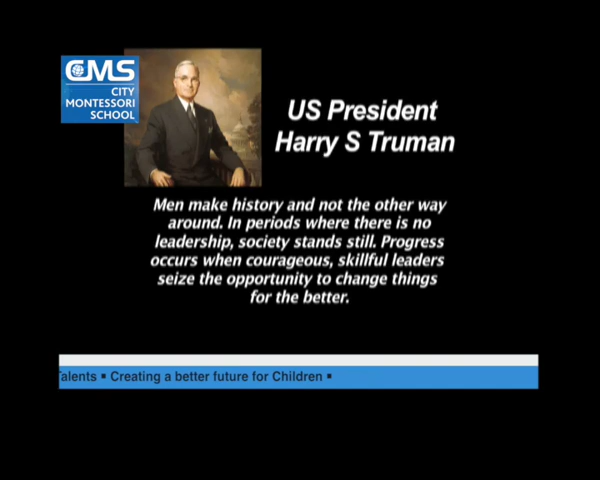 CMS
CITY
MONTESSORI
SCHOOL
US President
Harry S Truman
Men make history and not the other way
around. In periods where there is no
leadership, society stands still. Progress
occurs when courageous, skillful leaders
seize the opportunity to change things
for the better.
Talents ▪ Creating a better future for Children ▪